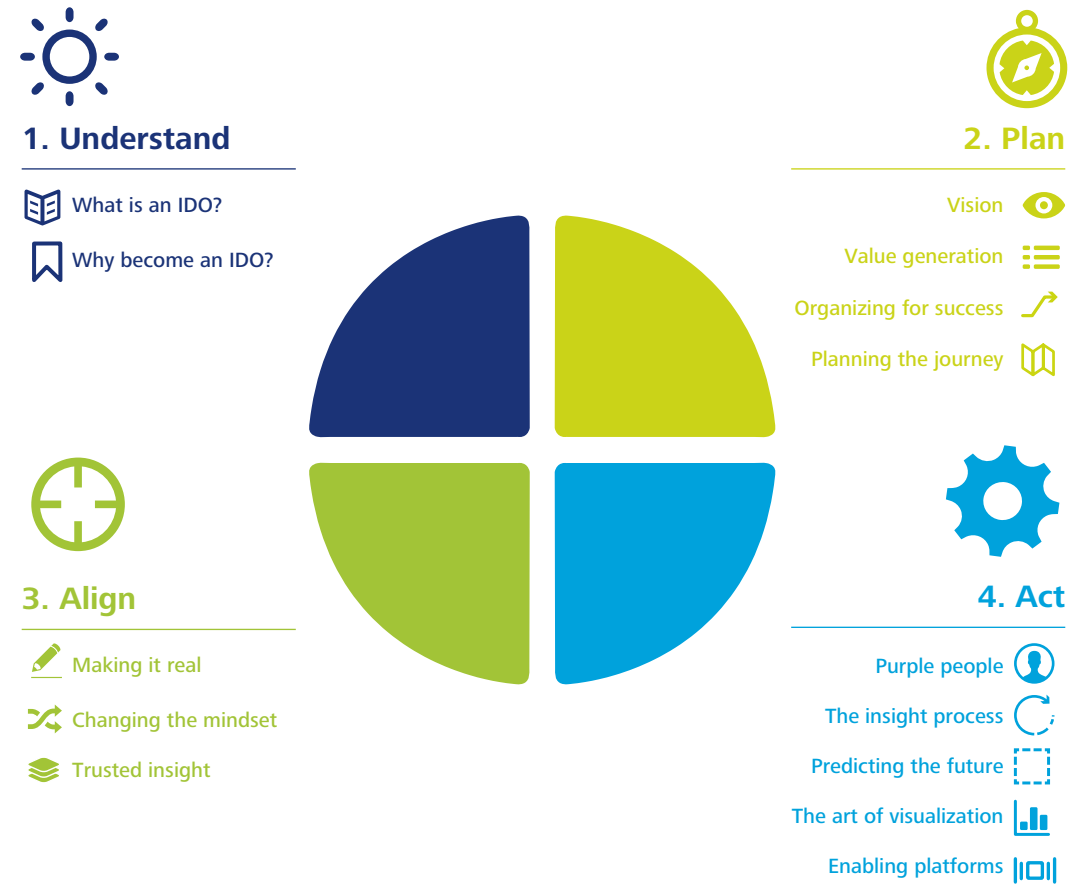 1. Understand
What is an IDO?
Why become an IDO?
2. Plan
Vision
Value generation
Organizing for success
Planning the journey
3. Align
Making it real
Changing the mindset
Trusted insight
4. Act
Purple people
The insight process
Predicting the future
The art of visualization
Enabling platforms